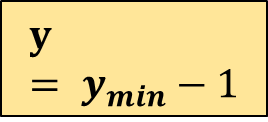 y
= y_min − 1